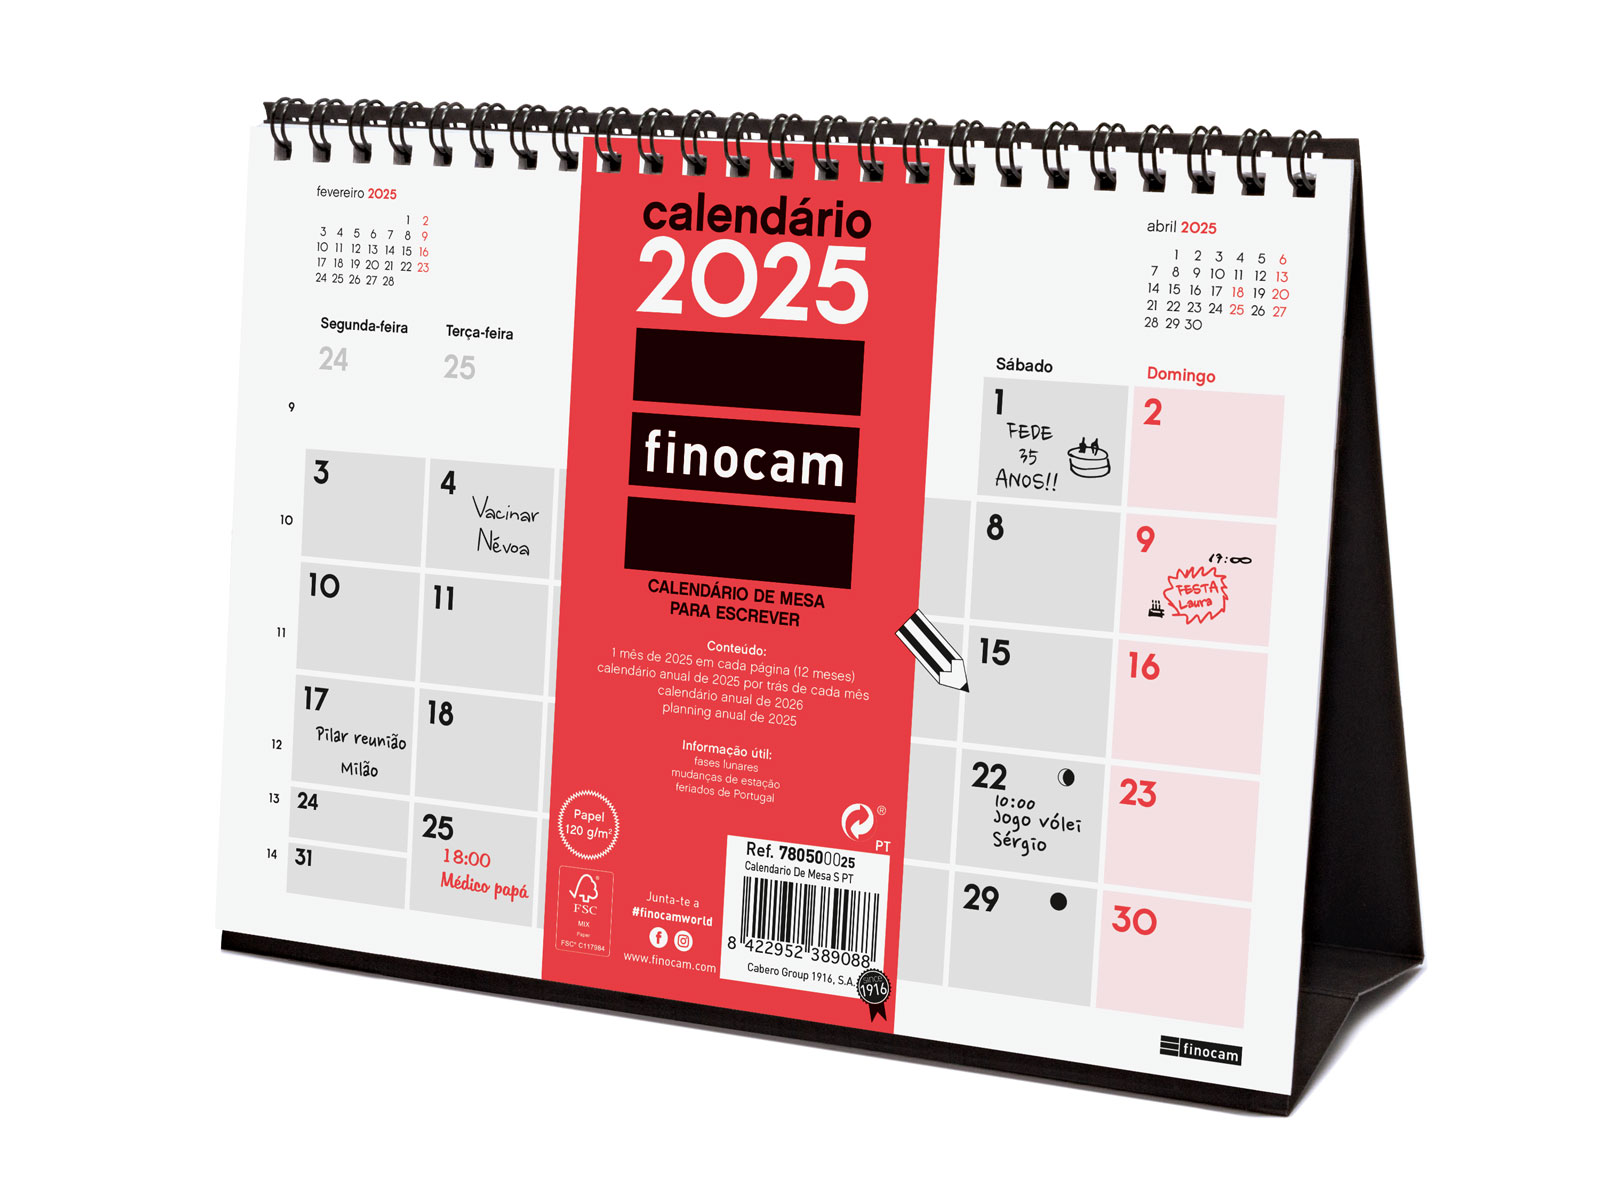 fevereiro 2025
1 2
3 4 5 6 7 8 9
10 11 12 13 14 15 16
17 18 19 20 21 22 23
24 25 26 27 28
Segunda-feira
Terça-feira
24
25
9
3
4
Vacinar
Névoa
10
10
11
11
17
Pilar reunião
Milão
18
12
24
13
25
18:00
Médico papá
31
14
calendário
2025
finocam
CALENDÁRIO DE MESA
PARA ESCREVER
Conteúdo:
1 mês de 2025 em cada página (12 meses)
calendário anual de 2025 por trás de cada mês
calendário anual de 2026
planning anual de 2025
Informação útil:
fases lunares
mudanças de estação
feriados de Portugal
Papel
120 g/m²
FSC®
MIX
Paper
FSC® C117984
Junta-te a
#finocamworld
www.finocam.com
®
PT
Ref. 7805000025
Calendario De Mesa S PT
8 422952 389088
Cabero Group 1916, S.A.
since
1916
abril 2025
1 2 3 4 5 6
7 8 9 10 11 12 13
14 15 16 17 18 19 20
21 22 23 24 25 26 27
28 29 30
Sábado
Domingo
1
FEDE
35
ANOS!!
2
8
9
17:00
FESTA
Laura
15
16
22
10:00
Jogo vólei
Sérgio
23
29
30
finocam